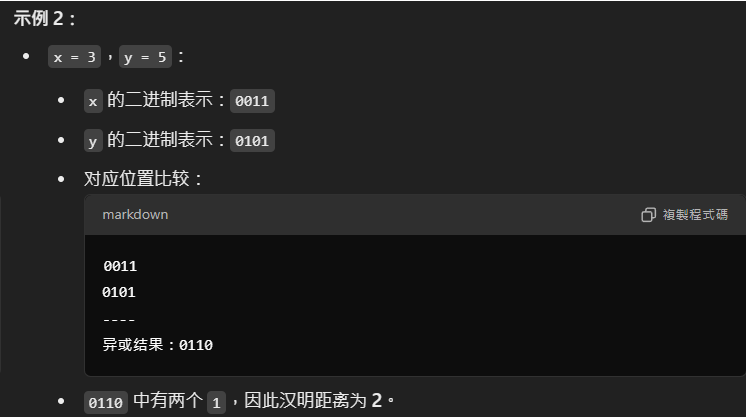 示例 2：
x = 3，y = 5：
x 的二进制表示：0011
y 的二进制表示：0101
对应位置比较：
markdown 複製程式碼
0011
0101
----
异或结果：0110
0110 中有两个 1，因此汉明距离为 2。